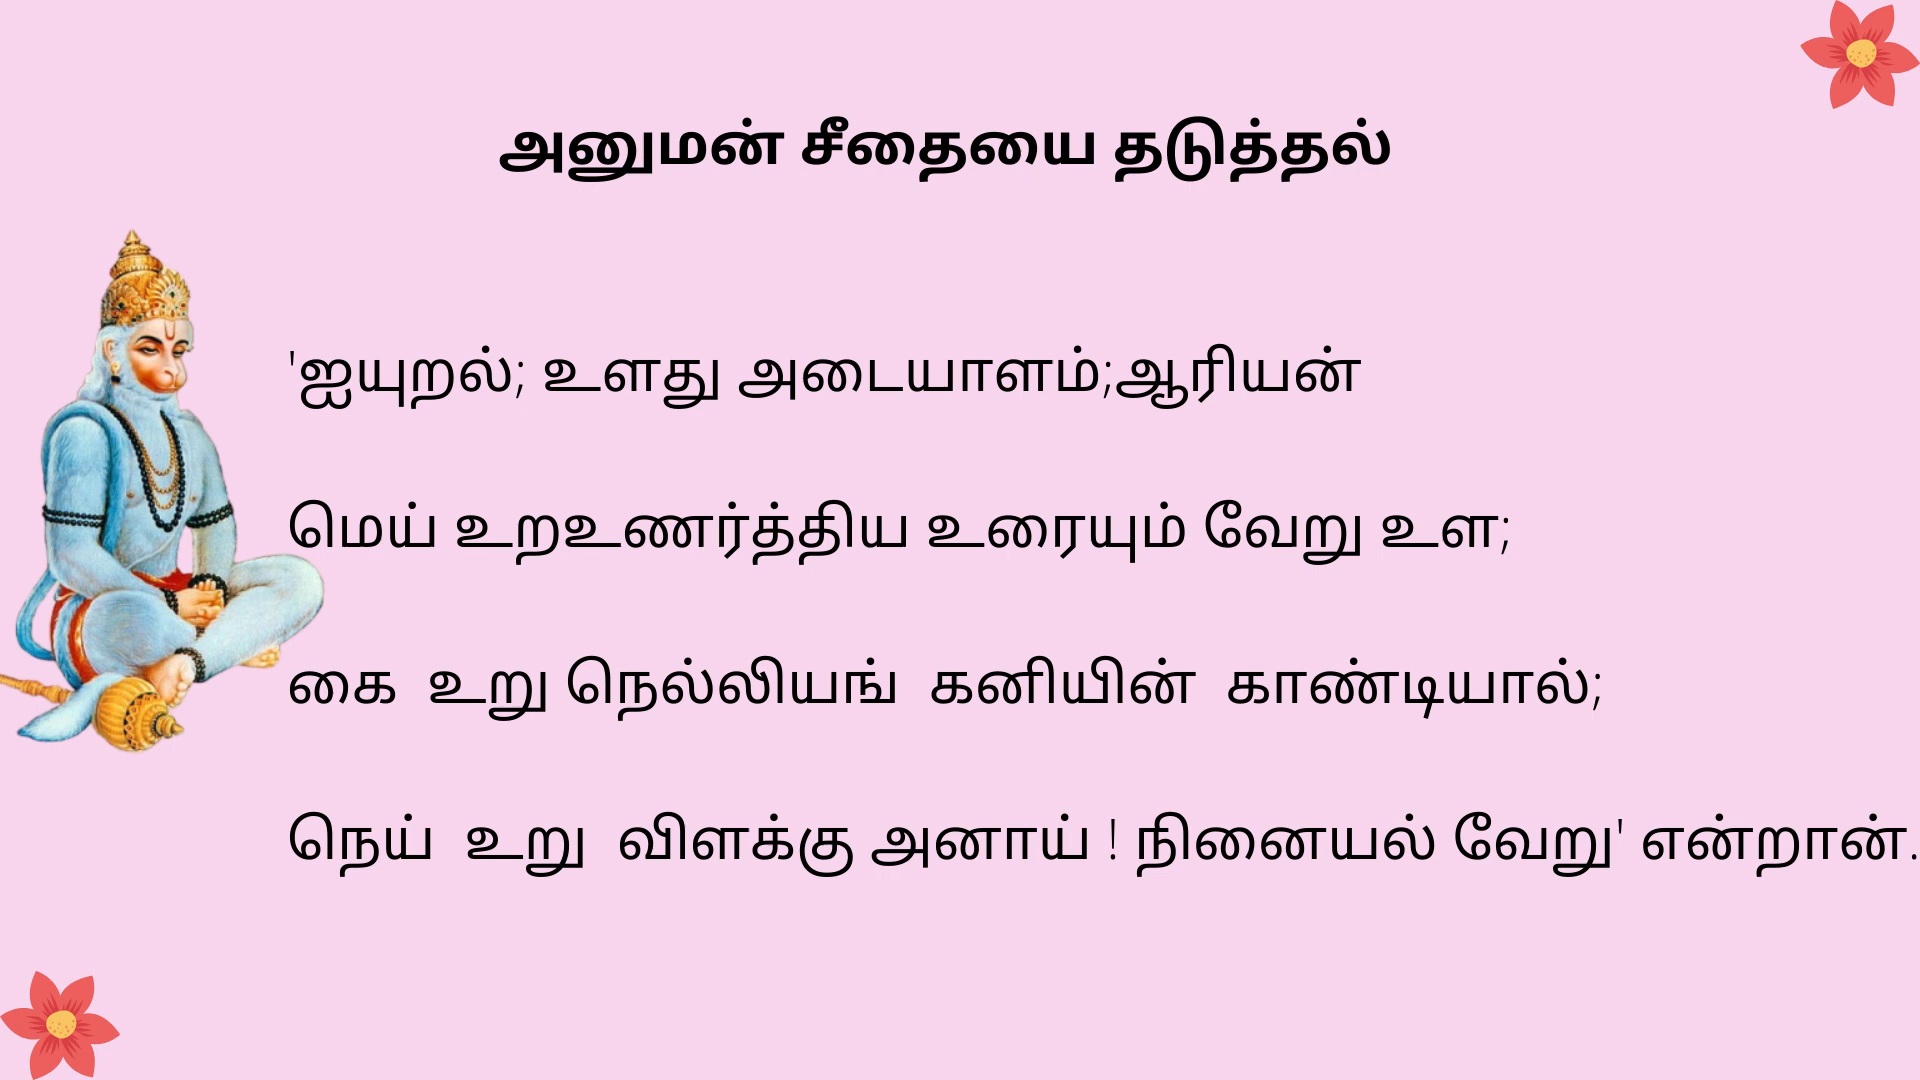 அனுமன் சீதையை தடுத்தல்
'ஐயுறல்; உளது அடையாளம்;ஆரியன்
மெய் உறஉணர்த்திய உரையும் வேறு உள;
கை உறு நெல்லியங் கனியின் காண்டியால்;
நெய் உறு விளக்கு அனாய் ! நினையல் வேறு' என்றான்.